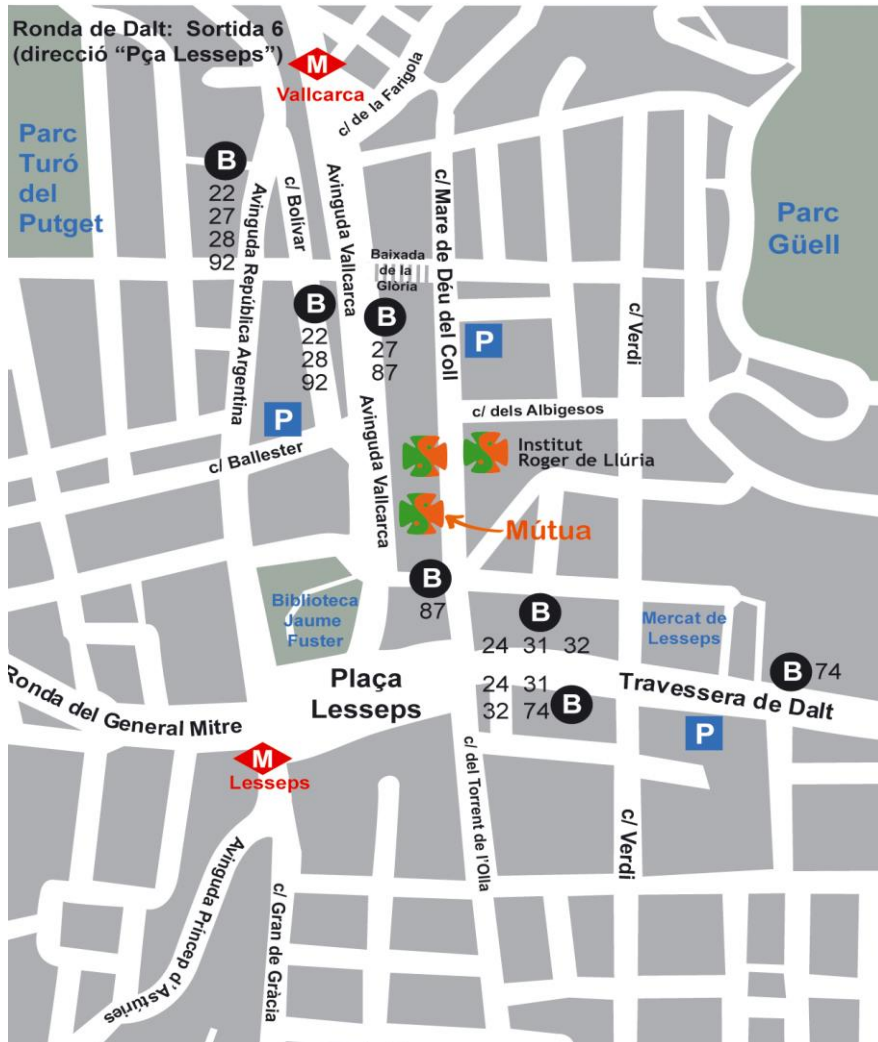 Ronda de Dalt: Sortida 6
(direcció “Pça Lesseps”)
M
Vallcarca
c/ de la Farigola
Parc
Turó
del
Putget
B
22
27
28
92
Avinguda República Argentina
c/ Bolívar
Avinguda Vallcarca
c/ Mare de Déu del Coll
Parc
Güell
Baixada
de la
Glòria
B
22
28
92
B
27
87
P
c/ Verdi
P
c/ Ballester
Avinguda Vallcarca
c/ dels Albigesos
Institut
Roger de Llúria
Mútua
B
87
Biblioteca
Jaume
Fuster
B
24 31 32
Mercat de
Lesseps
B 74
Plaça
Lesseps
24 31
32 74 B
Travessera de Dalt
P
Ronda del General Mitre
M
Lesseps
c/ del Torrent de l'Olla
c/ Verdi
Avinguda Príncep d'Astúries
c/ Gran de Gràcia